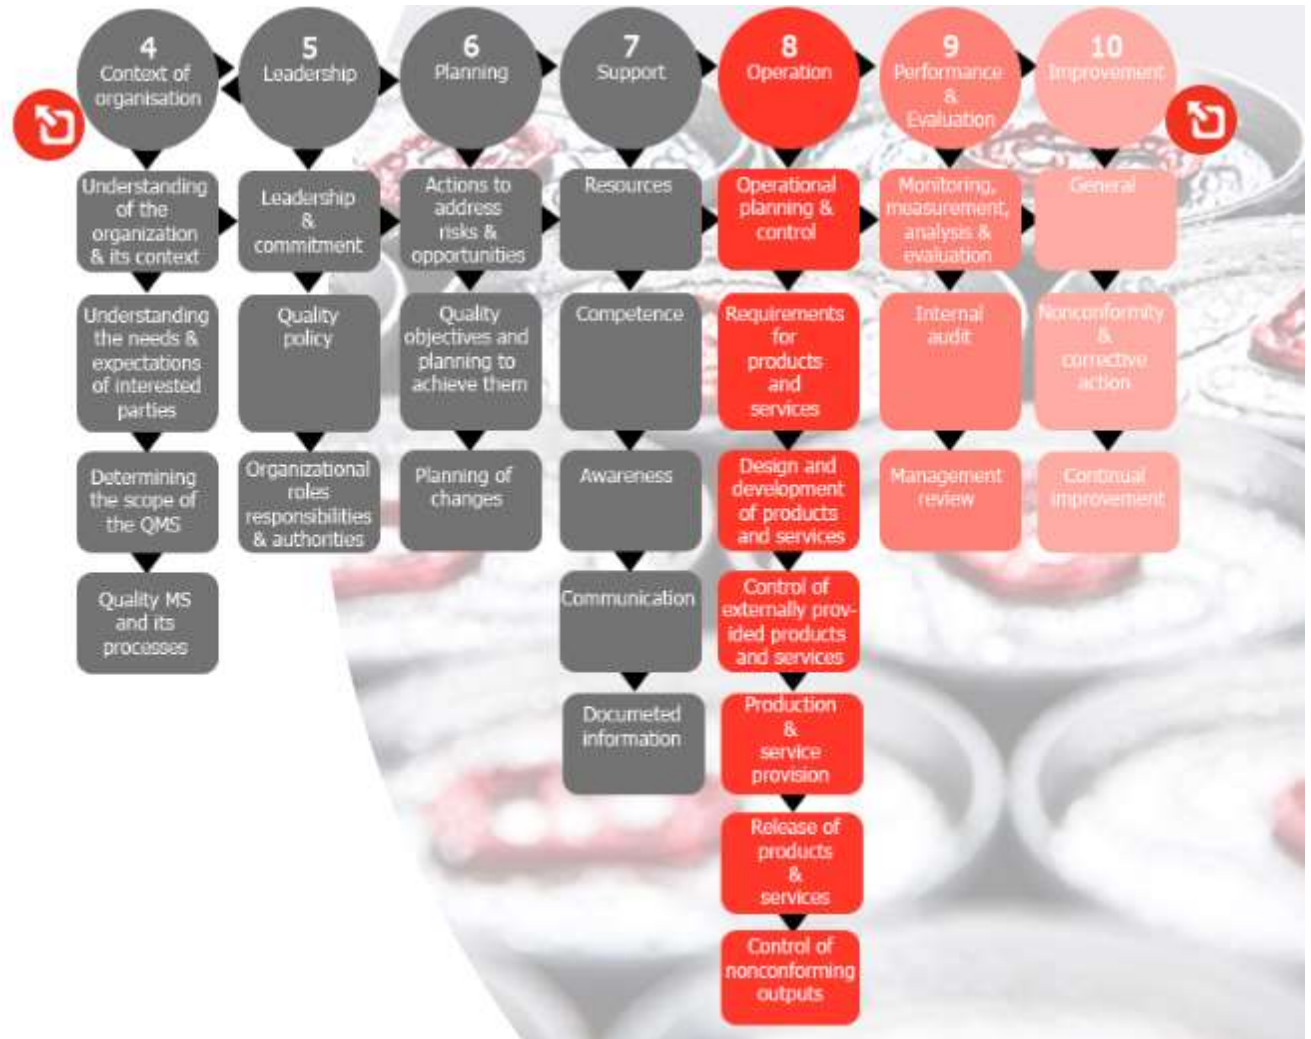 4
Context of
organisation
5
Leadership
6
Planning
7
Support
8
Operation
9
Performance
&
Evaluation
10
Improvement
Understanding
of the
organization
& its context
Leadership
&
commitment
Actions to
address
risks &
opportunities
Resources
Operational
planning &
control
Monitoring,
measurement,
analysis &
evaluation
General
Understanding
the needs &
expectations
of interested
parties
Quality
policy
Quality
objectives and
planning to
achieve them
Competence
Requirements
for
products
and
services
Internal
audit
Nonconformity
&
corrective
action
Determining
the scope of
the QMS
Organizational
roles
responsibilities
& authorities
Planning of
changes
Awareness
Design and
development
of products
and services
Management
review
Continual
improvement
Quality MS
and its
processes
Communication
Control of
externally prov-
ided products
and services
Documeted
information
Production
&
service
provision
Release of
products
&
services
Control of
nonconforming
outputs